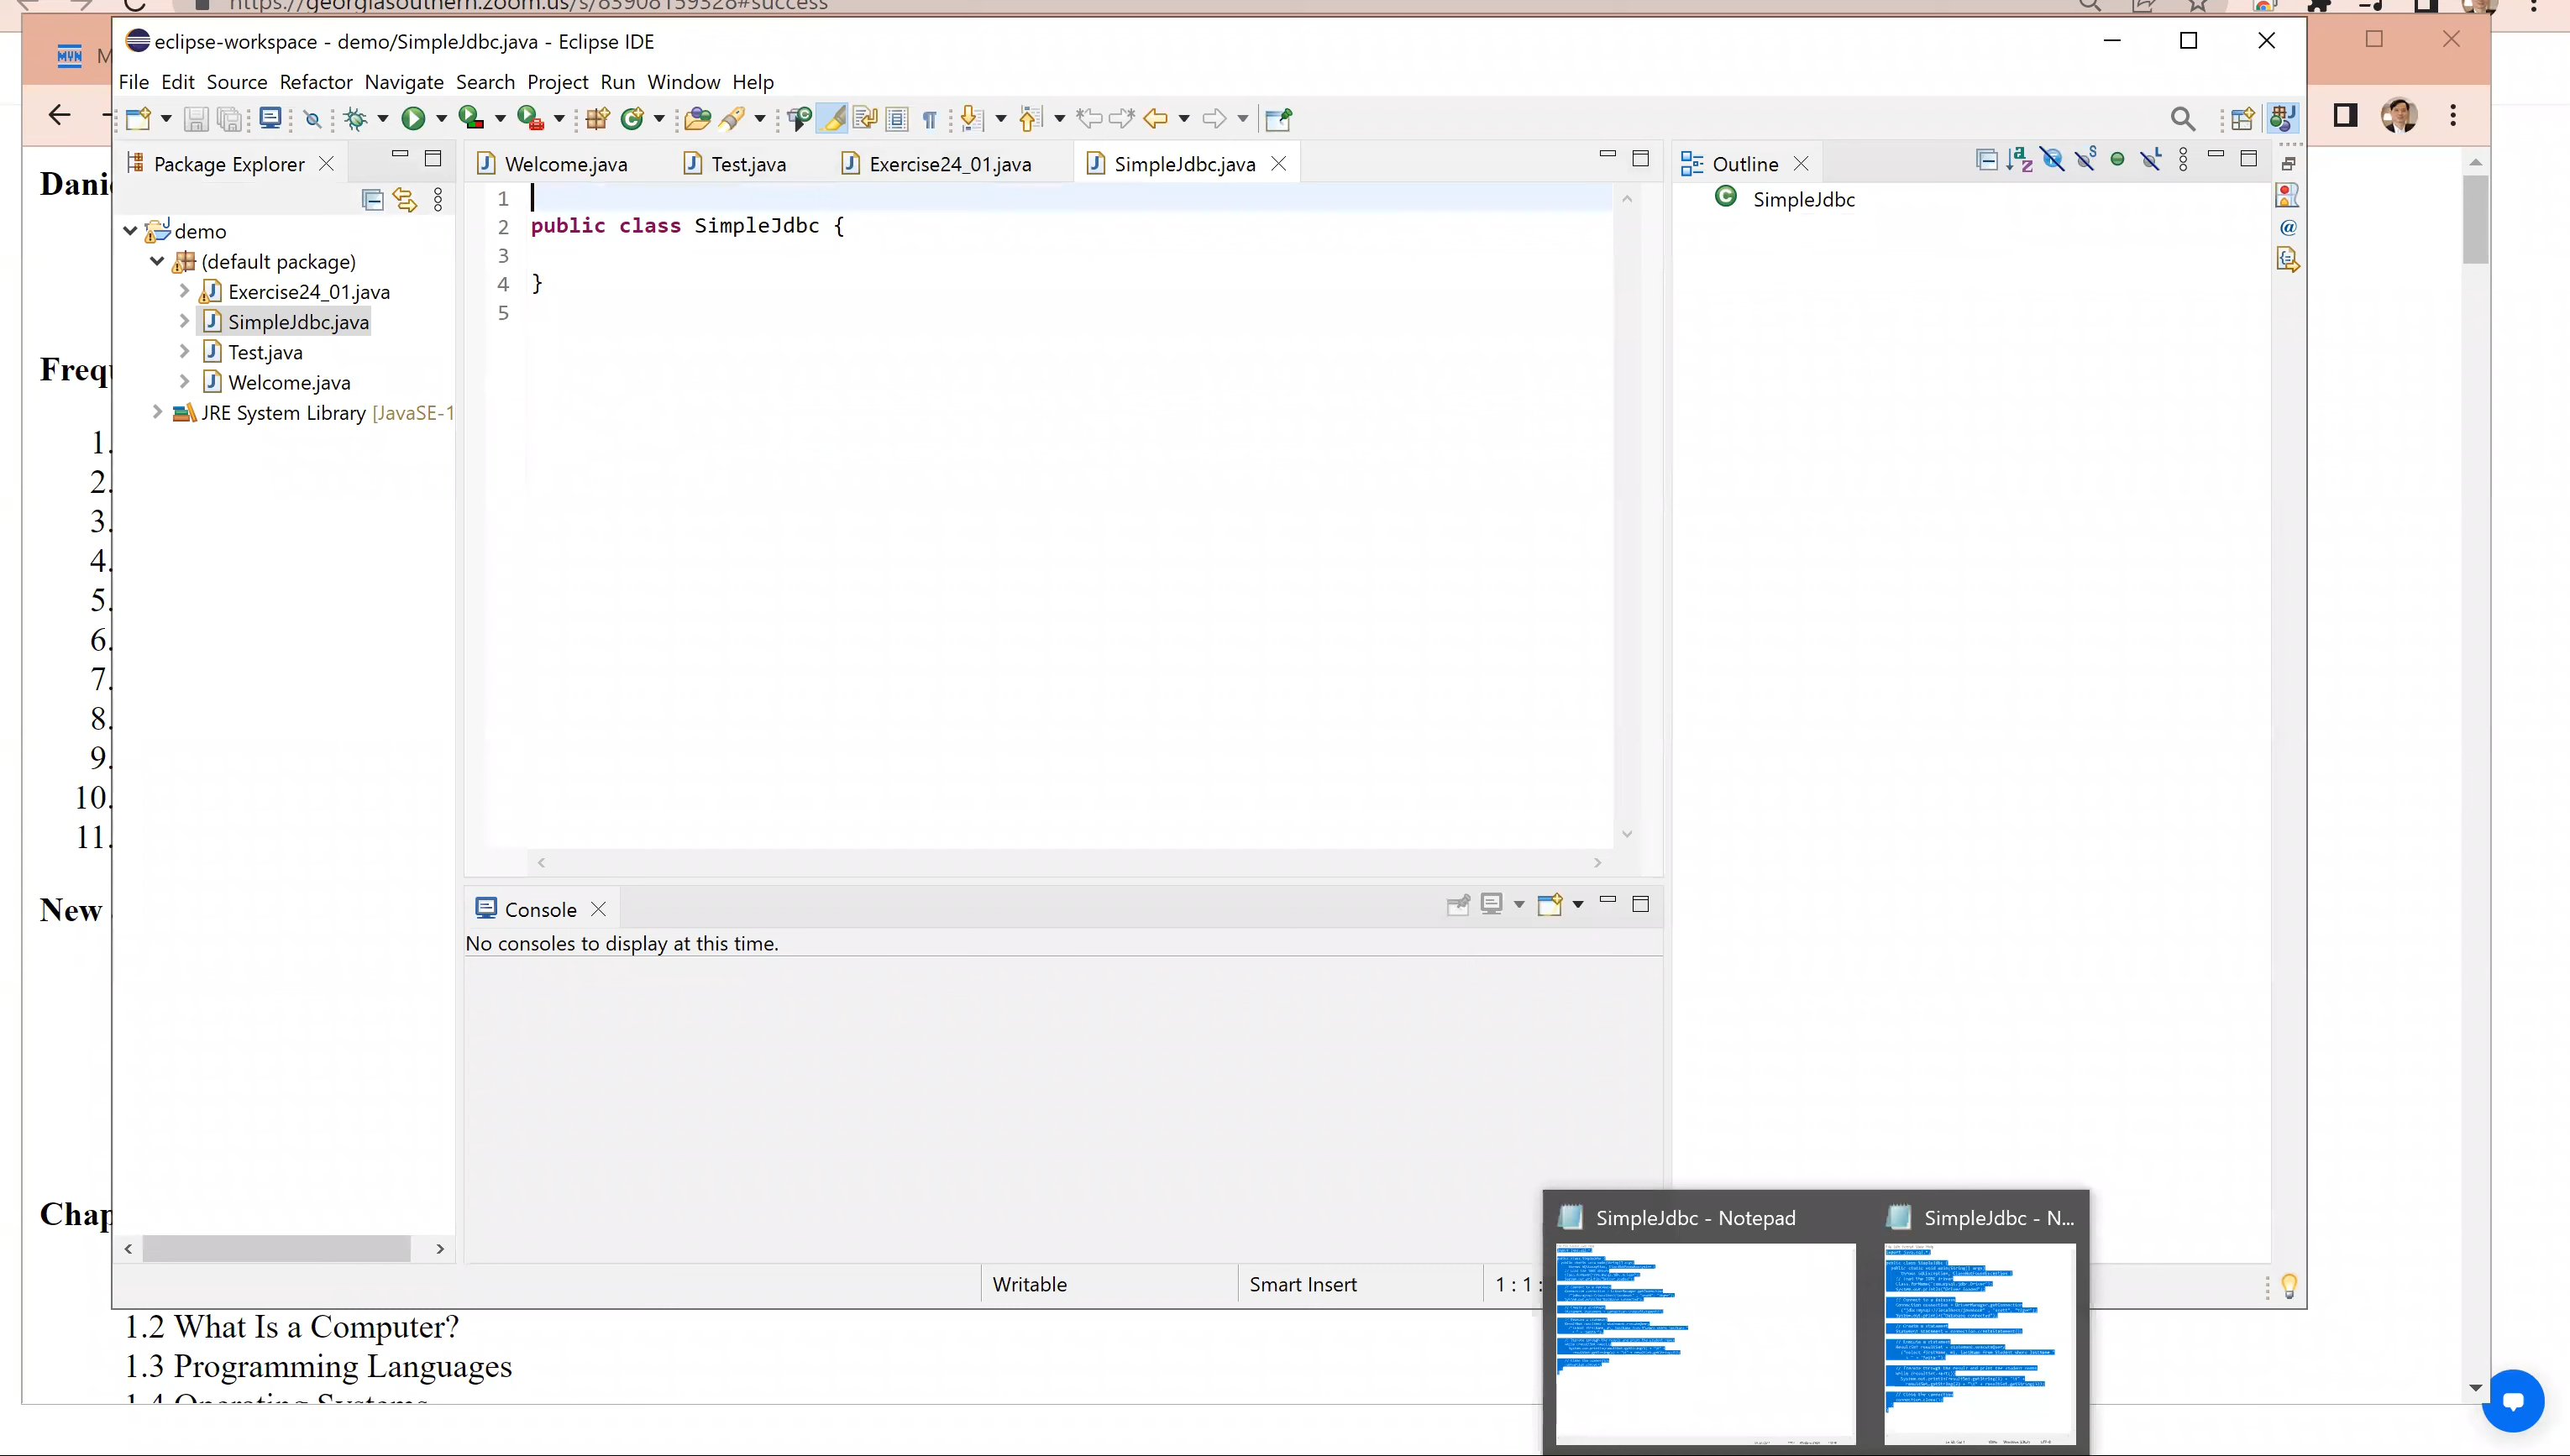 https://georgiasouthern.zoom.us/s/83908159328#success
eclipse-workspace - demo/SimpleJdbc.java - Eclipse IDE
File Edit Source Refactor Navigate Search Project Run Window Help
Package Explorer
Welcome.java
Test.java
Exercise24_01.java
SimpleJdbc.java
Outline
SimpleJdbc
demo
(default package)
Exercise24_01.java
SimpleJdbc.java
Test.java
Welcome.java
JRE System Library [JavaSE-1
1
2 public class SimpleJdbc {
3
4 }
5
Dani
Freq
1.
2.
3.
4.
5.
6.
7.
8.
9.
10.
11.
New
Chap
Console
No consoles to display at this time.
Writable
Smart Insert
1 : 1 :
SimpleJdbc - Notepad
SimpleJdbc - N...
1.2 What Is a Computer?
1.3 Programming Languages
1.4 Operating Systems